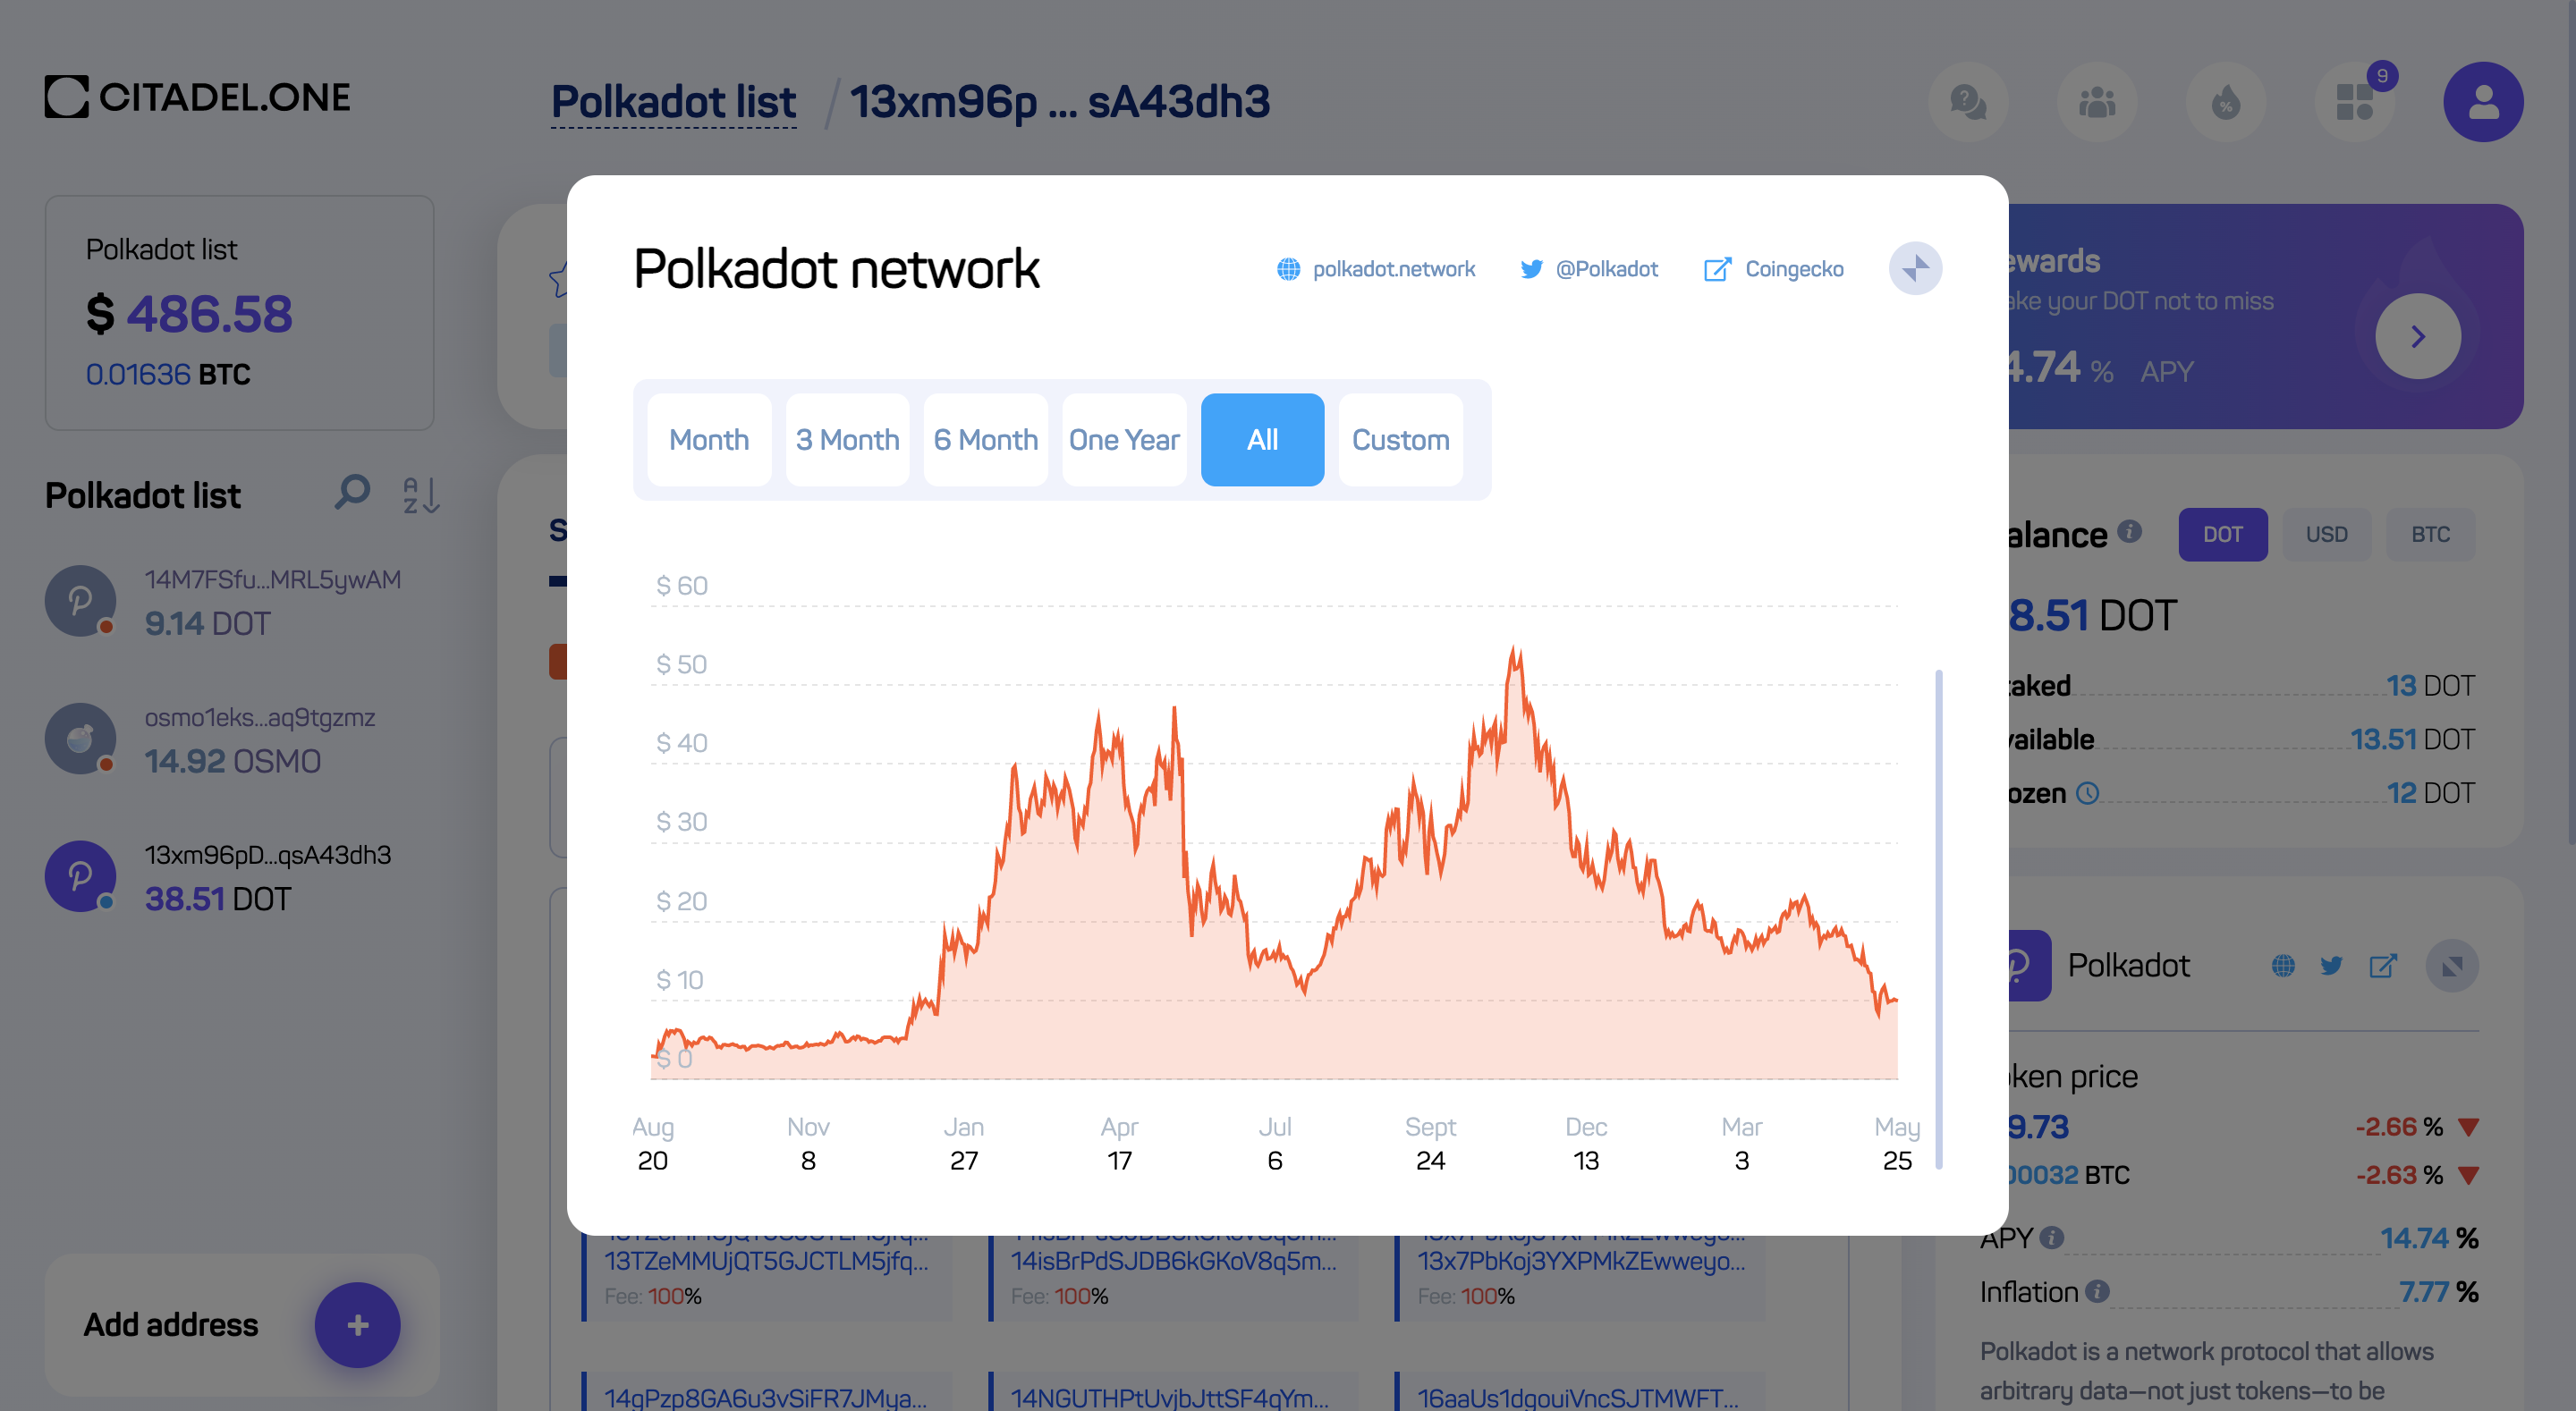 CITADEL.ONE
Polkadot list / 13xm96p ... sA43dh3
9
Polkadot list
$ 486.58
0.01636 BTC
Polkadot list
A
Z
14M7FSfu...MRL5ywAM
9.14 DOT
osmo1eks...aq9tgzmz
14.92 OSMO
13xm96pD...qsA43dh3
38.51 DOT
Add address
+
Polkadot network
polkadot.network
@Polkadot
Coingecko
Month
3 Month
6 Month
One Year
All
Custom
$ 60
$ 50
$ 40
$ 30
$ 20
$ 10
$ 0
Aug
20
Nov
8
Jan
27
Apr
17
Jul
6
Sept
24
Dec
13
Mar
3
May
25
13TZeMMUjQT5GJCTLM5jfq...
Fee: 100%
14isBrPdSJDB6kGKoV8q5m...
Fee: 100%
13x7PbKoj3YXPMkZEwweyo...
Fee: 100%
14gPzp8GA6u3vSiFR7JMya...
14NGUTHPtUvjbJttSF4qYm...
16aaUs1dgouiVncSJTMWFT...
ewards
ake your DOT not to miss
4.74 % APY
alance
DOT
USD
BTC
8.51 DOT
taked 13 DOT
vailable 13.51 DOT
ozen 12 DOT
Polkadot
ken price
9.73 -2.66 %
00032 BTC -2.63 %
APY 14.74 %
Inflation 7.77 %
Polkadot is a network protocol that allows
arbitrary data—not just tokens—to be